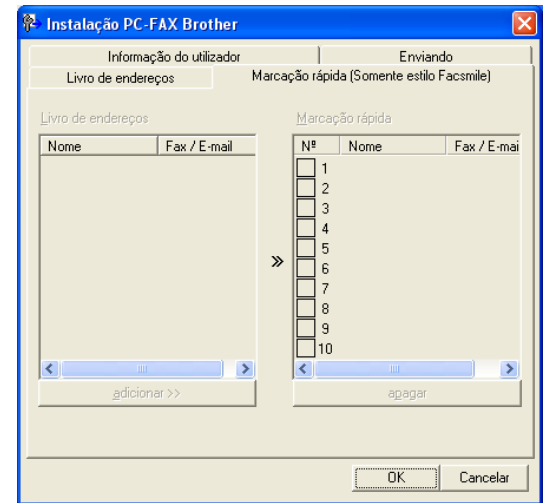 Instalação PC-FAX Brother
Informação do utilizador
Enviando
Livro de endereços
Marcação rápida (Somente estilo Facsmile)
Livro de endereços
Marcação rápida
Nome
Fax / E-mail
Nº
Nome
Fax / E-mai
1
2
3
4
5
»
6
7
8
9
10
adicionar >>
apagar
OK
Cancelar